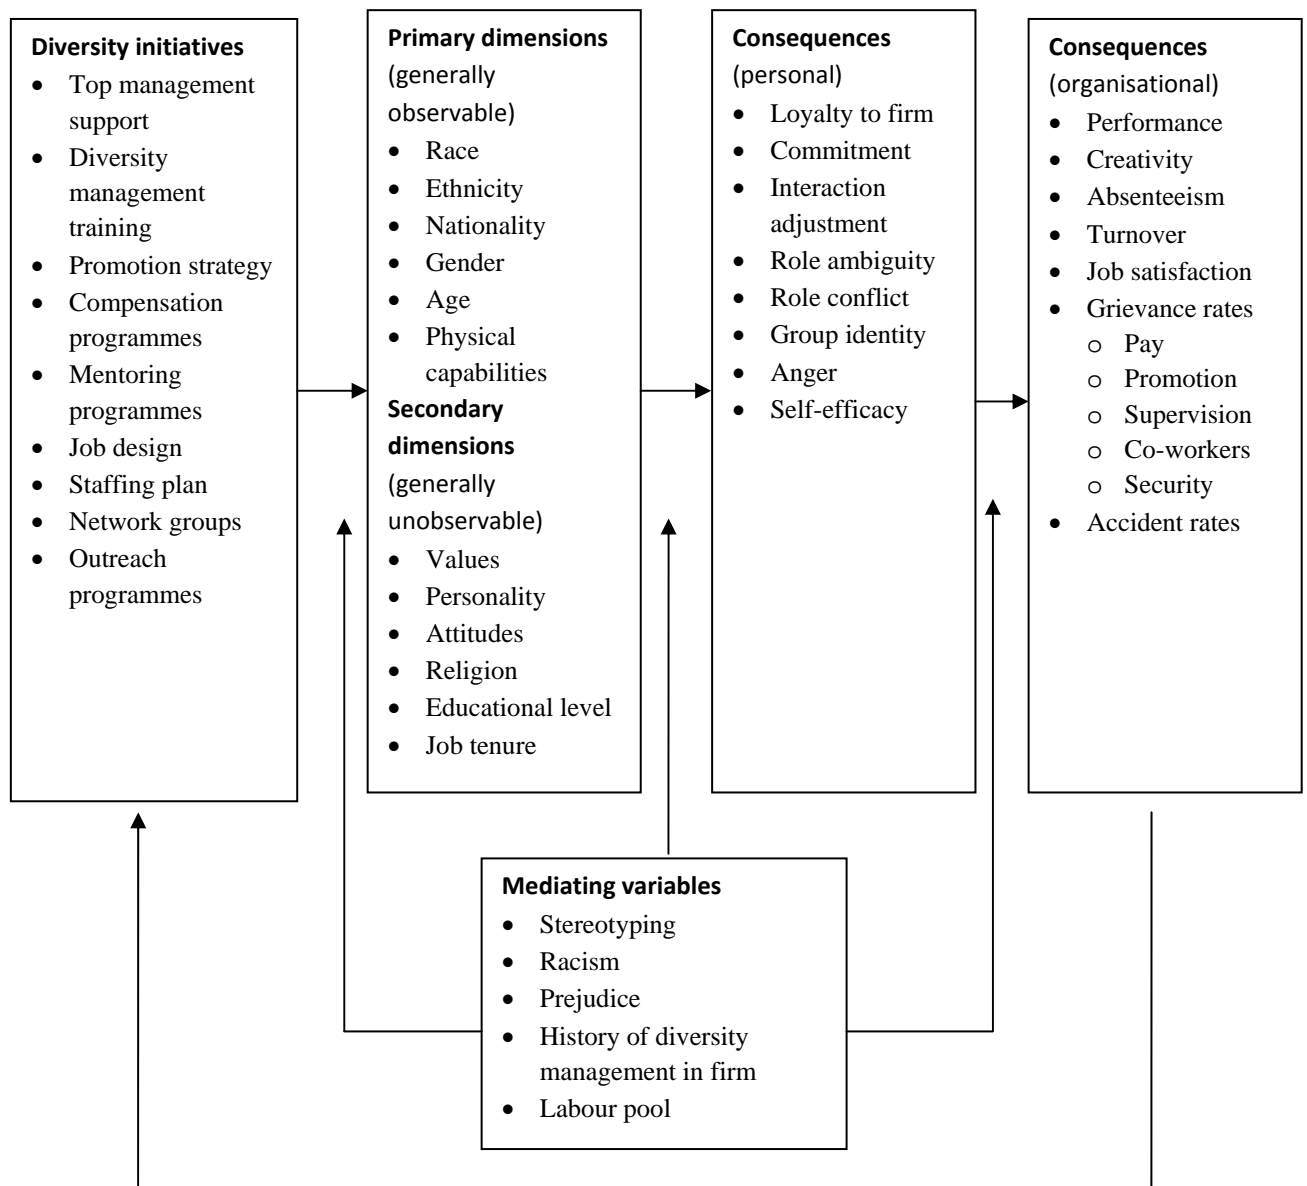 Diversity initiatives
• Top management
support
• Diversity
management
training
• Promotion strategy
• Compensation
programmes
• Mentoring
programmes
• Job design
• Staffing plan
• Network groups
• Outreach
programmes
Primary dimensions
(generally
observable)
• Race
• Ethnicity
• Nationality
• Gender
• Age
• Physical
capabilities
Secondary
dimensions
(generally
unobservable)
• Values
• Personality
• Attitudes
• Religion
• Educational level
• Job tenure
Consequences
(personal)
• Loyalty to firm
• Commitment
• Interaction
adjustment
• Role ambiguity
• Role conflict
• Group identity
• Anger
• Self-efficacy
Consequences
(organisational)
• Performance
• Creativity
• Absenteeism
• Turnover
• Job satisfaction
• Grievance rates
o Pay
o Promotion
o Supervision
o Co-workers
o Security
• Accident rates
Mediating variables
• Stereotyping
• Racism
• Prejudice
• History of diversity
management in firm
• Labour pool